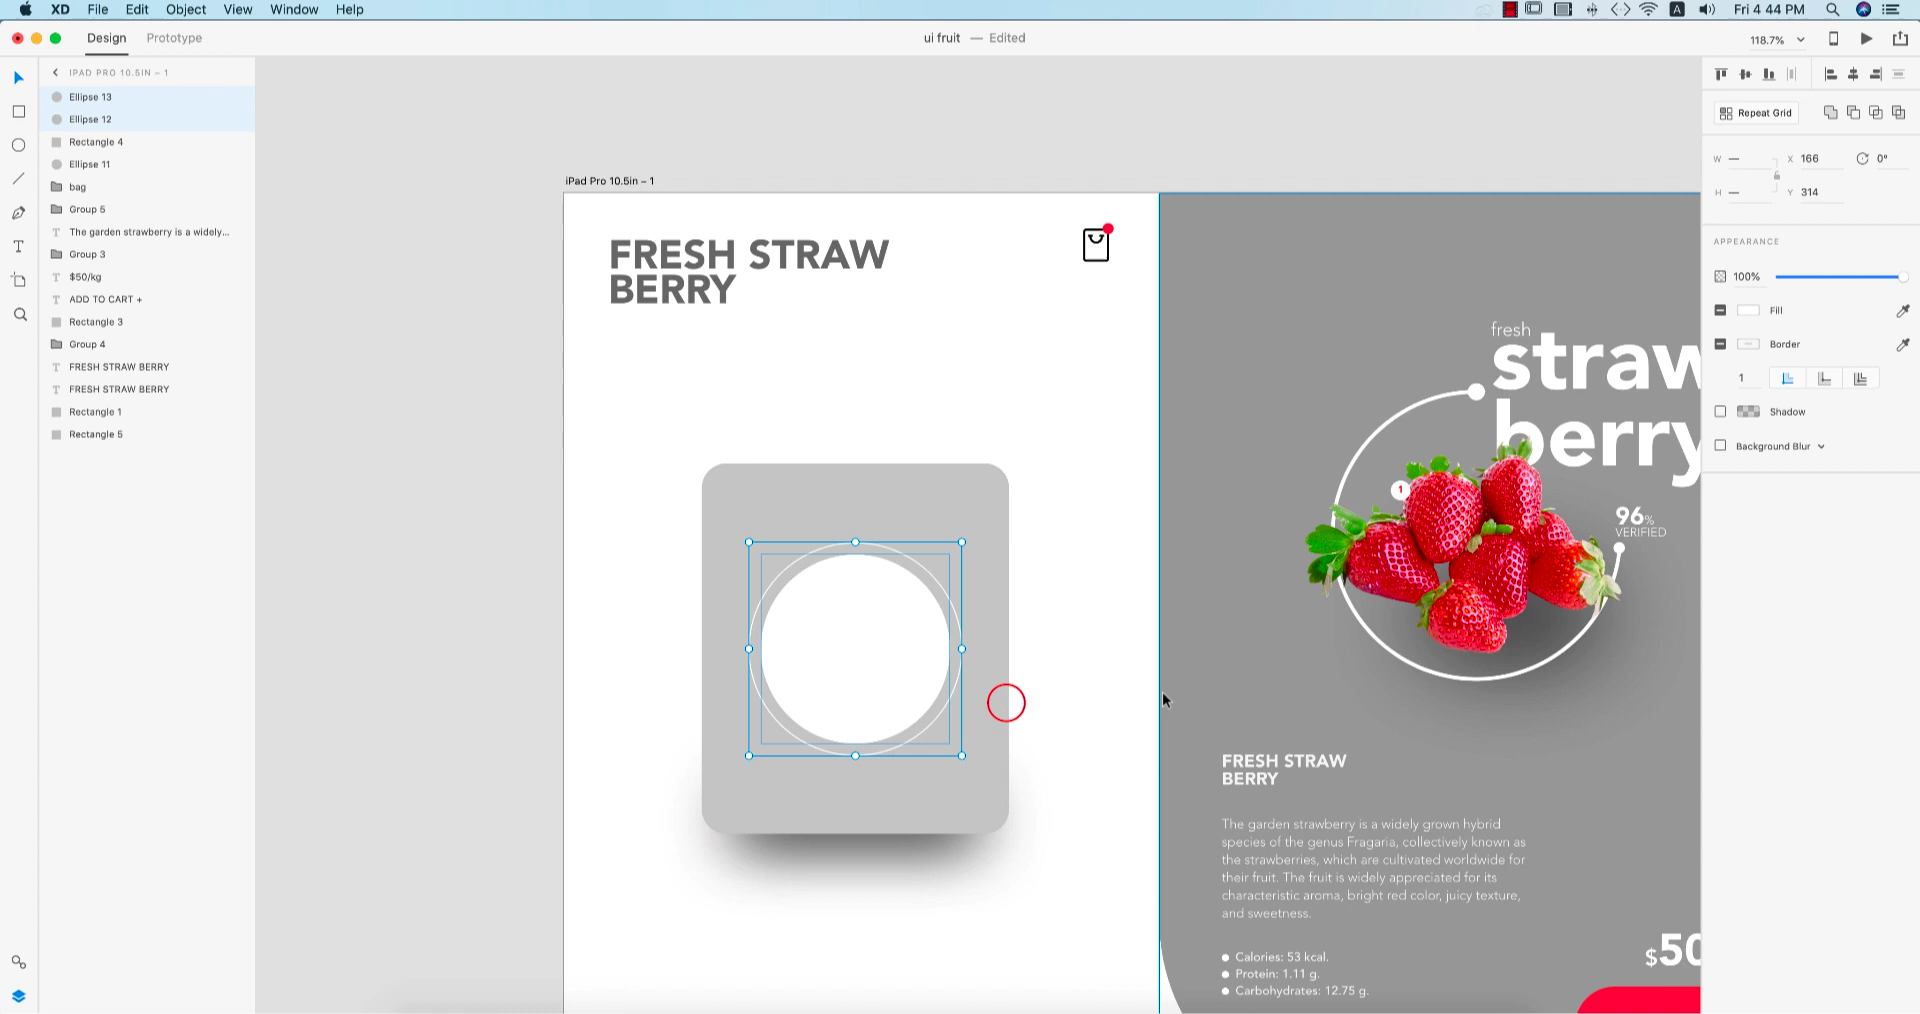 XD File Edit Object View Window Help
A Fri 4 44 PM
Design Prototype
ui fruit — Edited
118.7%
IPAD PRO 10.5IN – 1
Ellipse 13
Ellipse 12
Rectangle 4
Ellipse 11
bag
Group 5
T The garden strawberry is a widely...
Group 3
T $50/kg
T ADD TO CART +
Rectangle 3
Group 4
T FRESH STRAW BERRY
T FRESH STRAW BERRY
Rectangle 1
Rectangle 5
iPad Pro 10.5in – 1
FRESH STRAW
BERRY
fresh
straw
berry
1
96%
VERIFIED
FRESH STRAW
BERRY
The garden strawberry is a widely grown hybrid
species of the genus Fragaria, collectively known as
the strawberries, which are cultivated worldwide for
their fruit. The fruit is widely appreciated for its
characteristic aroma, bright red color, juicy texture,
and sweetness.
Calories: 53 kcal.
Protein: 1.11 g.
Carbohydrates: 12.75 g.
$50
Repeat Grid
W — X 166 0°
H — Y 314
APPEARANCE
100%
Fill
Border
1
Shadow
Background Blur